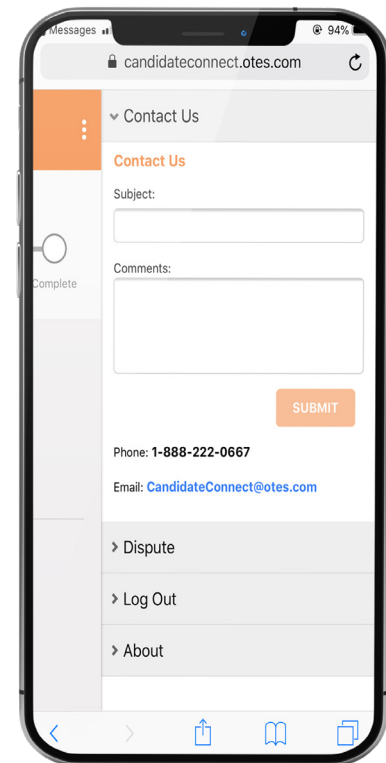 Messages 94%
candidateconnect.otes.com
Contact Us
Contact Us
Subject:
Complete
Comments:
SUBMIT
Phone: 1-888-222-0667
Email: CandidateConnect@otes.com
Dispute
Log Out
About